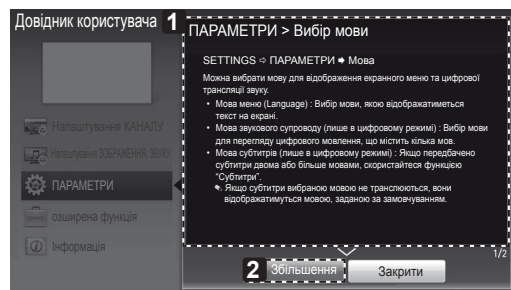 Довідник користувача
1
ПАРАМЕТРИ > Вибір мови
SETTINGS ⇨ ПАРАМЕТРИ ➧ Мова
Можна вибрати мову для відображення екранного меню та цифрової
трансляції звуку.
• Мова меню (Language) : Вибір мови, якою відображатиметься
текст на екрані.
• Мова звукового супроводу (лише в цифровому режимі) : Вибір мови
для перегляду цифрового мовлення, що містить кілька мов.
• Мова субтитрів (лише в цифровому режимі) : Якщо передбачено
субтитри двома або більше мовами, скористайтеся функцією
"Субтитри".
Якщо субтитри вибраною мовою не транслюються, вони
відображатимуться мовою, заданою за замовчуванням.
Налаштування КАНАЛУ
Налаштування ЗОБРАЖЕННЯ, ЗВУКУ
ПАРАМЕТРИ
озширена функція
Інформація
1/2
2
Збільшення
Закрити